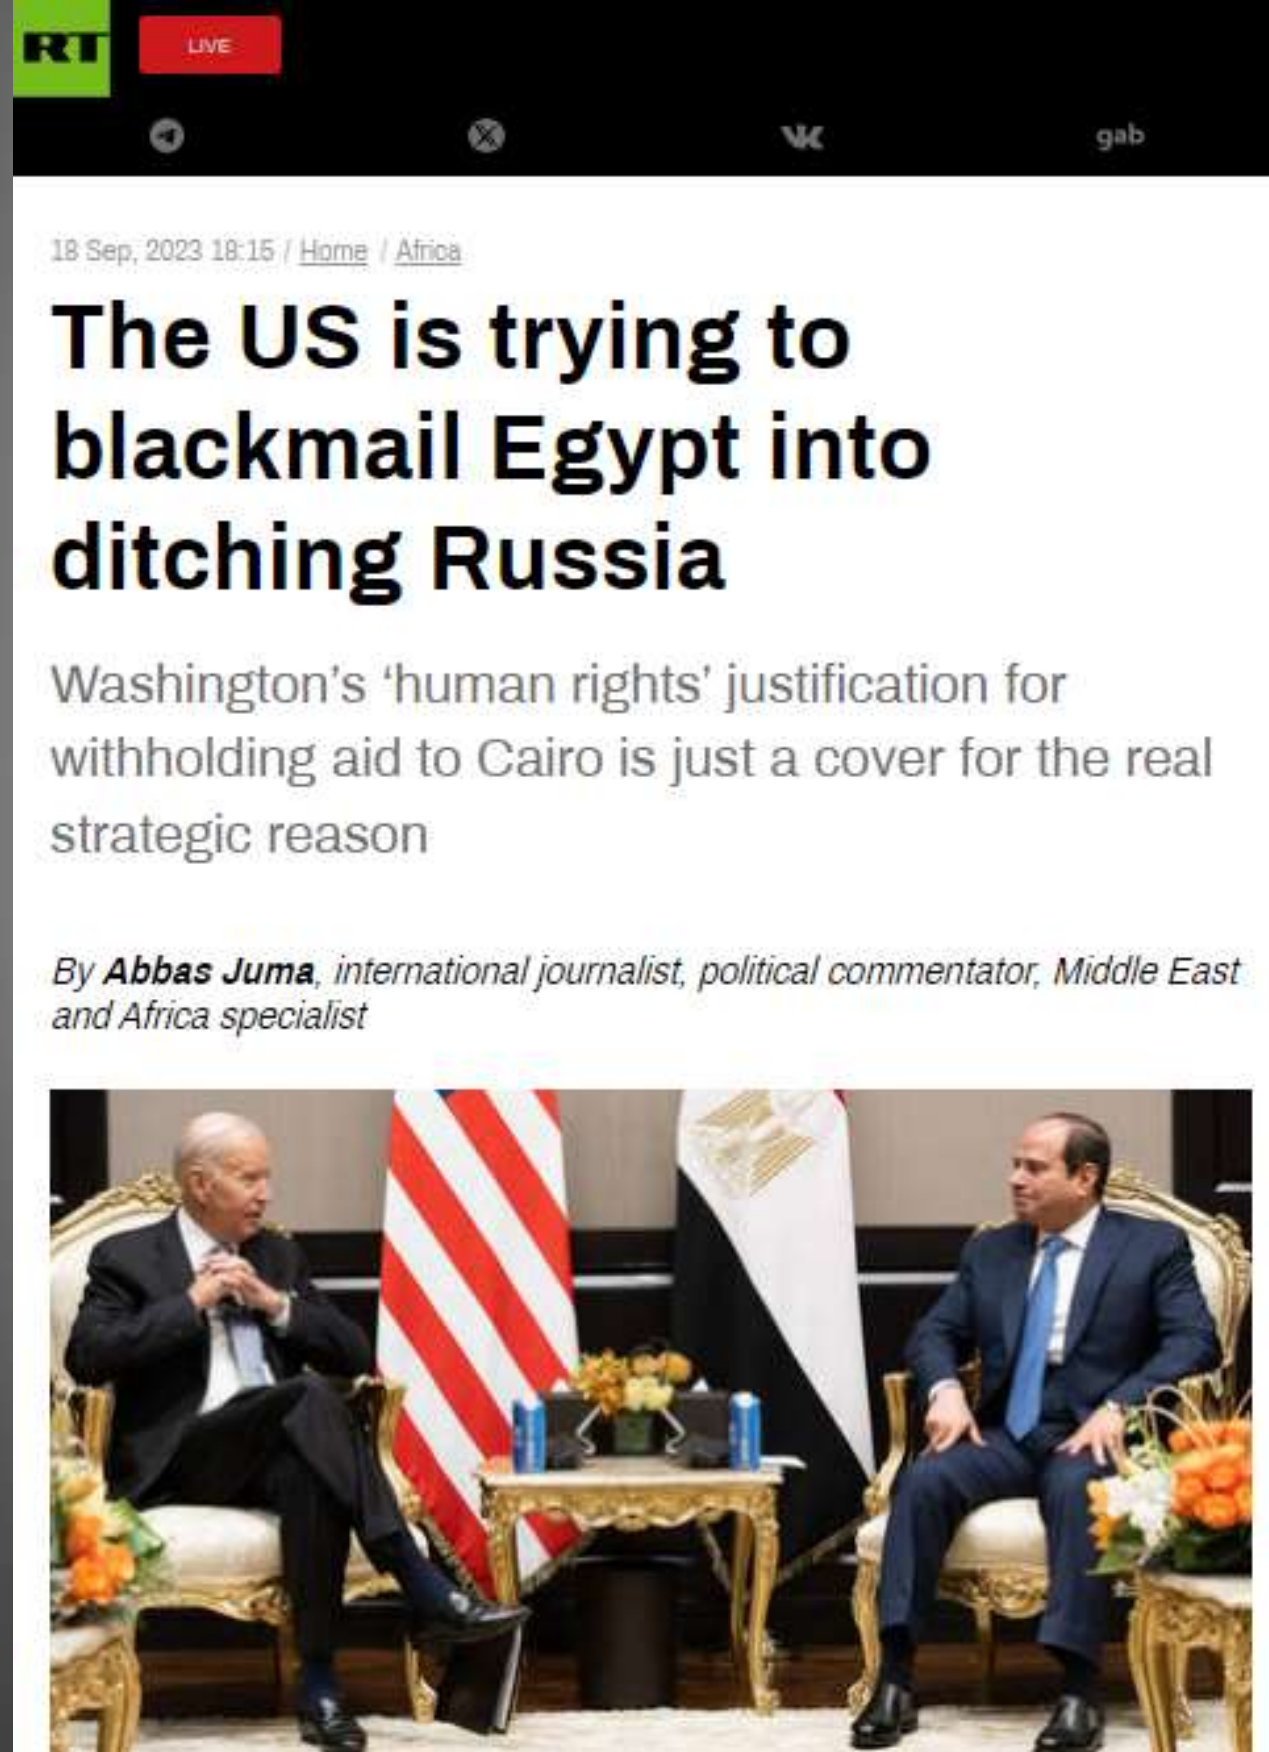 RT
LIVE
gab
18 Sep, 2023 18:15 / Home / Africa
The US is trying to
blackmail Egypt into
ditching Russia
Washington’s ‘human rights’ justification for
withholding aid to Cairo is just a cover for the real
strategic reason
By Abbas Juma, international journalist, political commentator, Middle East
and Africa specialist